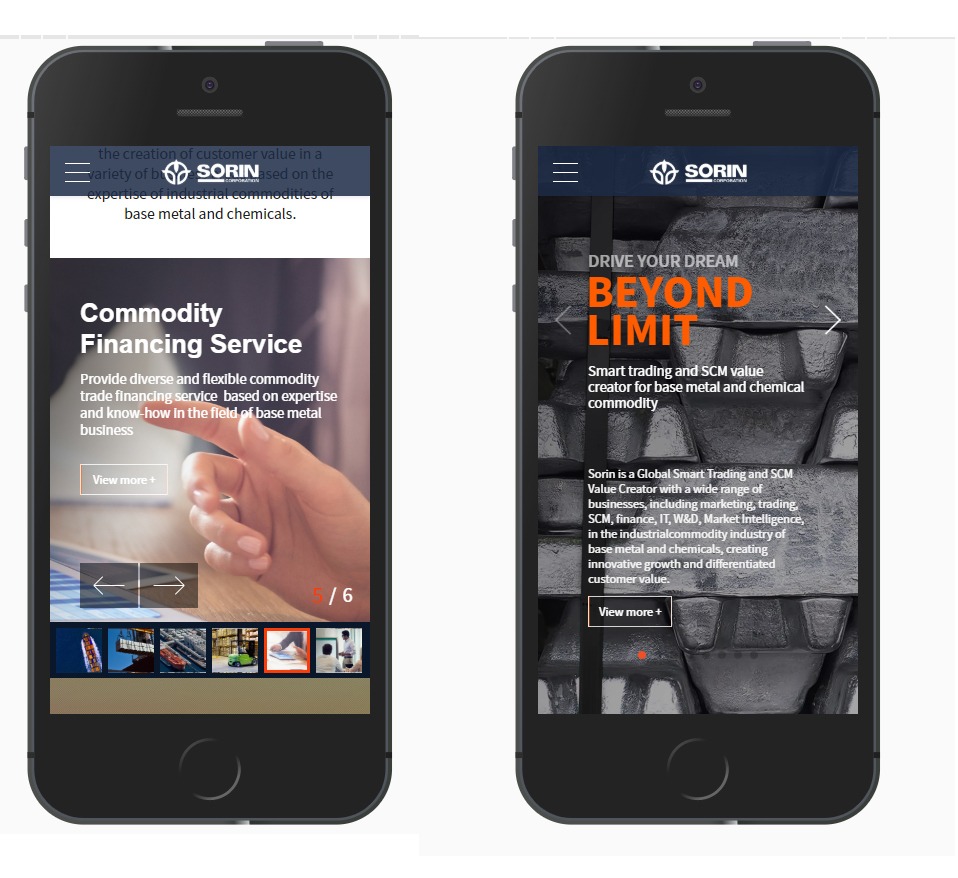 the creation of customer value in a
variety of bu ased on the
SORIN
CORPORATION
expertise of industrial commodities of
base metal and chemicals.
Commodity
Financing Service
Provide diverse and flexible commodity
trade financing service based on expertise
and know-how in the field of base metal
business
View more +
5 / 6
SORIN
CORPORATION
DRIVE YOUR DREAM
BEYOND
LIMIT
Smart trading and SCM value
creator for base metal and chemical
commodity
Sorin is a Global Smart Trading and SCM
Value Creator with a wide range of
businesses, including marketing, trading,
SCM, finance, IT, W&D, Market Intelligence,
in the industrialcommodity industry of
base metal and chemicals, creating
innovative growth and differentiated
customer value.
View more +